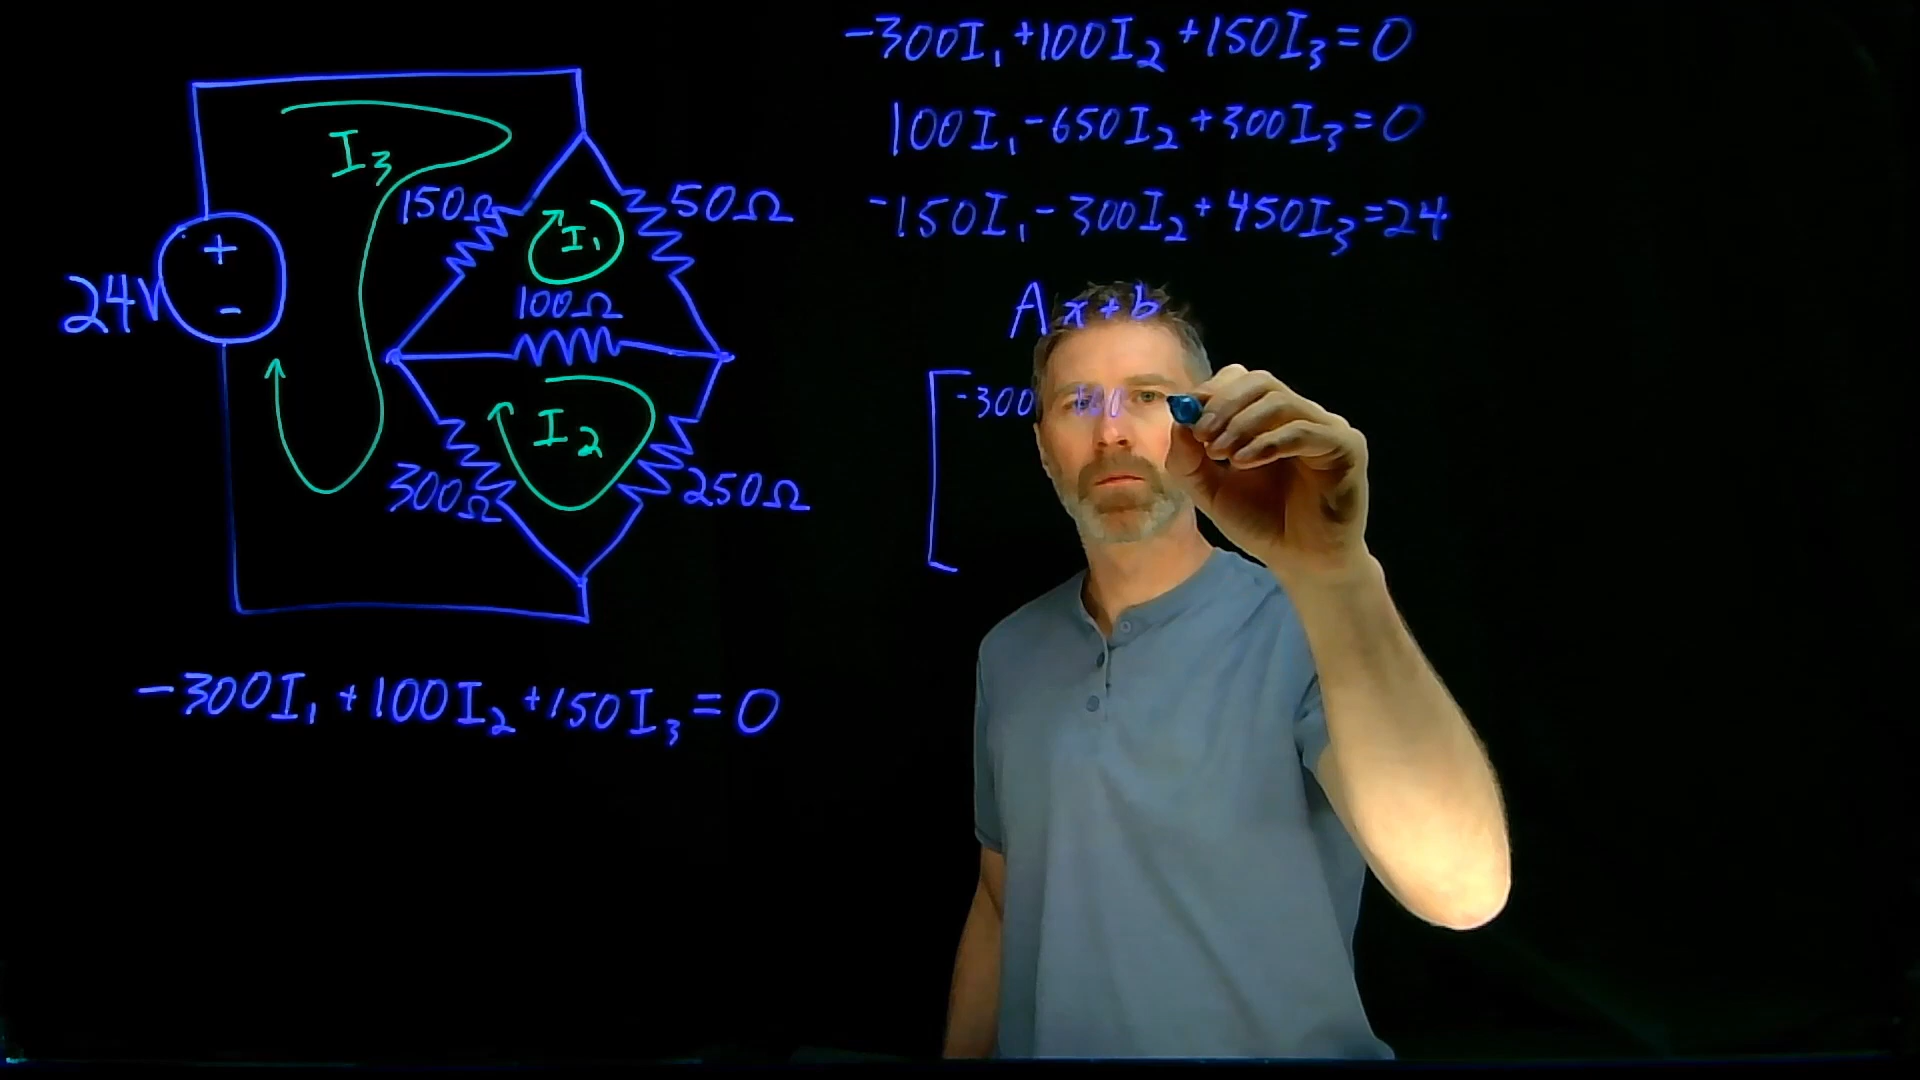 -300I₁ +100I₂ +150I₃ = 0
100I₁ -650I₂ +300I₃ = 0
-150I₁ - 300I₂ + 450I₃ = 24
I₃
150Ω
50Ω
I₁
+
-
24V
100Ω
A x + b
-300 100
I₂
300Ω
250Ω
-300I₁ +100I₂ +150I₃ = 0